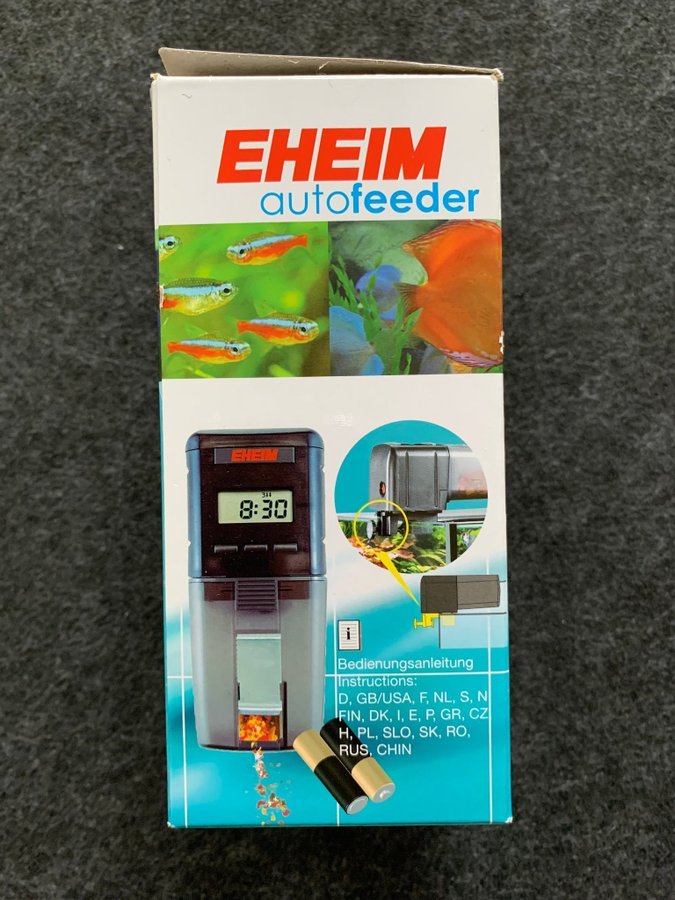 EHEIM
autofeeder
EHEIM
8:30
i
Bedienungsanleitung
Instructions:
D, GB/USA, F, NL, S, N
FIN, DK, I, E, P, GR, CZ
H, PL, SLO, SK, RO,
RUS, CHIN